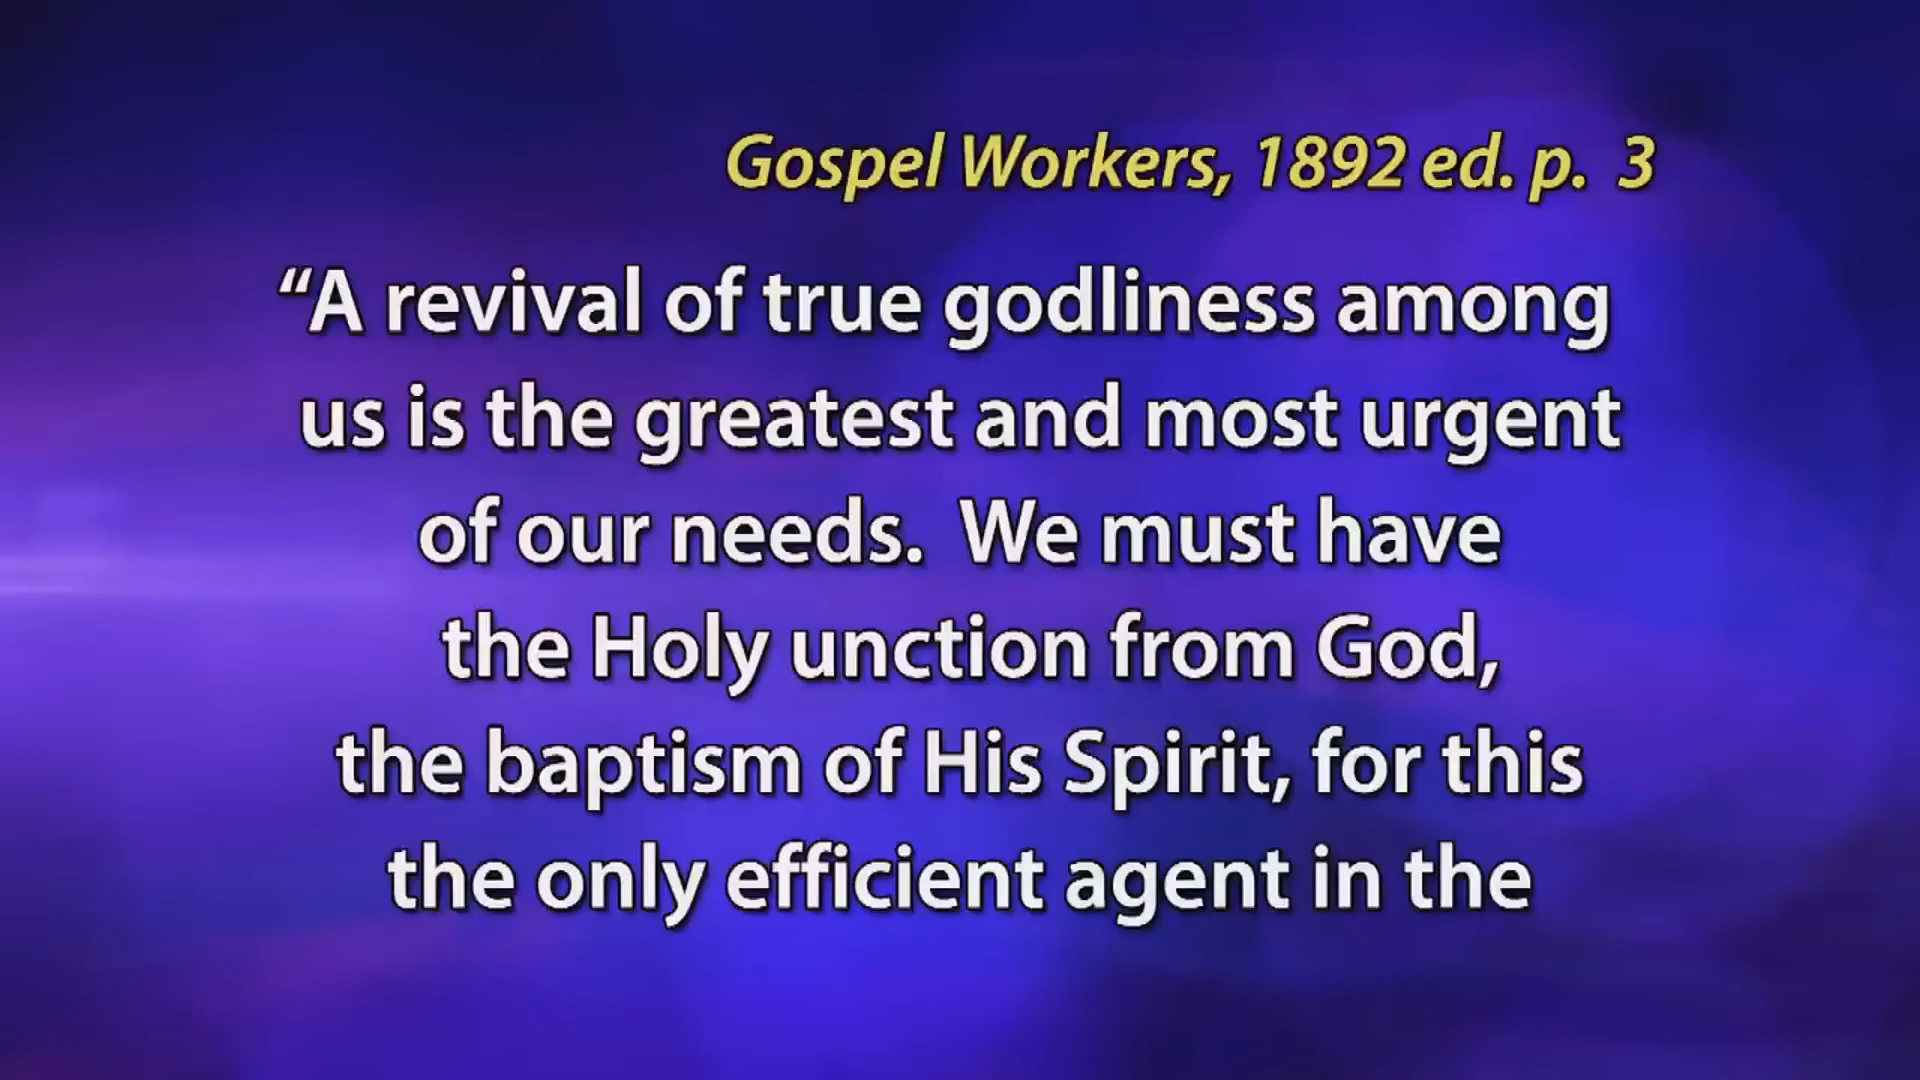 Gospel Workers, 1892 ed. p. 3
“A revival of true godliness among
us is the greatest and most urgent
of our needs. We must have
the Holy unction from God,
the baptism of His Spirit, for this
the only efficient agent in the